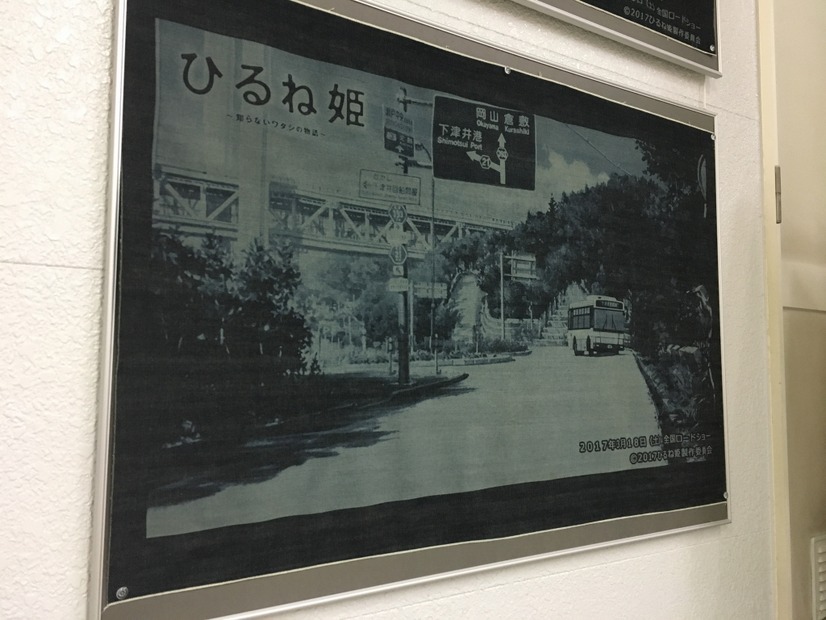 (土)全国ロードショー
©2017ひるね姫製作委員会
ひるね姫
~知らないワタシの物語~
岡山 倉敷
Okayama Kurashiki
下津井港
Shimotsui Port
21
2017年3月18日(土)全国ロードショー
©2017ひるね姫製作委員会